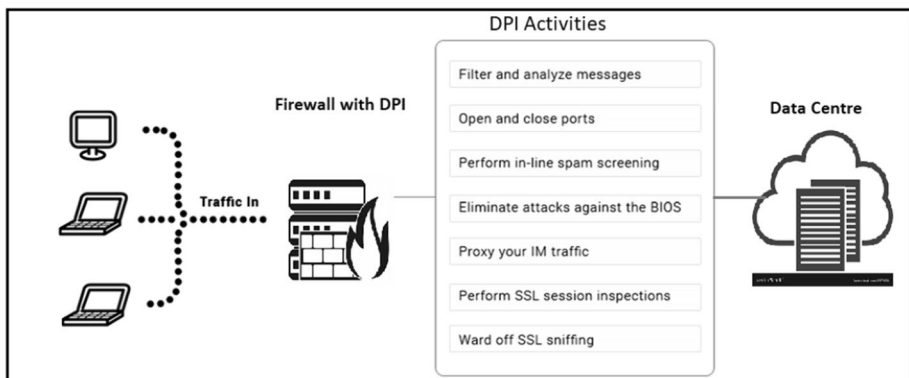 DPI Activities
Filter and analyze messages
Firewall with DPI
Open and close ports
Data Centre
Perform in-line spam screening
Traffic In
Eliminate attacks against the BIOS
Proxy your IM traffic
Perform SSL session inspections
Ward off SSL sniffing